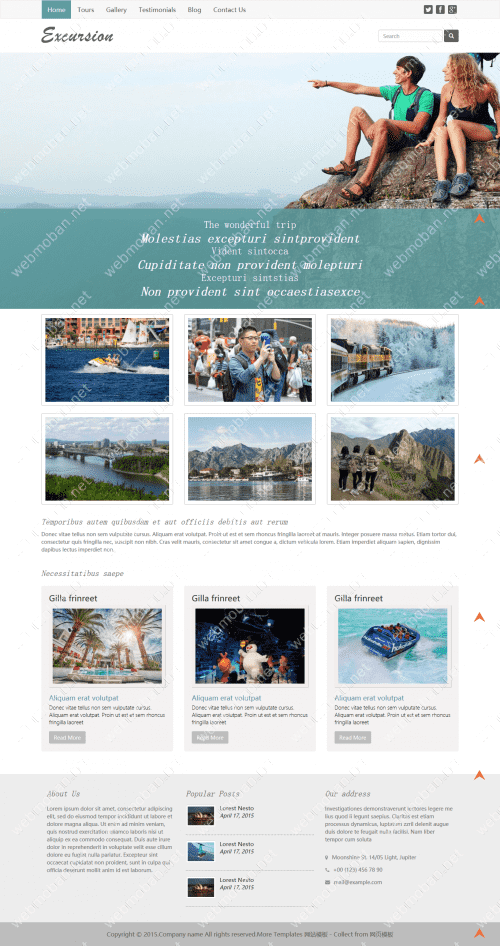 Home Tours Gallery Testimonials Blog Contact Us
Excursion
Search
The wonderful trip
Molestias excepturi sintprovident
Vident sintocca
Cupiditate non provident molepturi
Excepturi sintstias
Non provident sint occaestiasexce
Temporibus autem quibusdam et aut officiis debitis aut rerum
Donec vitae tellus non sem vulputate cursus. Aliquam erat volutpat. Proin ut est et sem rhoncus fringilla laoreet ut mauris. Integer posuere massa metus. Etiam tortor dui,
consectetur quis fringilla nec, suscipit non nibh. Cras velit mauris, consectetur sit amet congue a, dictum vehicula lorem. Etiam imperdiet aliquam sapien, dignissim
dapibus lectus imperdiet non.
Necessitatibus saepe
Gilla frinreet
Aliquam erat volutpat
Donec vitae tellus non sem vulputate cursus.
Aliquam erat volutpat. Proin ut est et sem rhoncus
fringilla laoreet
Read More
Gilla frinreet
Aliquam erat volutpat
Donec vitae tellus non sem vulputate cursus.
Aliquam erat volutpat. Proin ut est et sem rhoncus
fringilla laoreet
Read More
Gilla frinreet
Aliquam erat volutpat
Donec vitae tellus non sem vulputate cursus.
Aliquam erat volutpat. Proin ut est et sem rhoncus
fringilla laoreet
Read More
About Us
Lorem ipsum dolor sit amet, consectetur adipiscing
elit, sed do eiusmod tempor incididunt ut labore et
dolore magna aliqua. Ut enim ad minim veniam,
quis nostrud exercitation ullamco laboris nisi ut
aliquip ex ea commodo consequat. Duis aute irure
dolor in reprehenderit in voluptate velit esse cillum
dolore eu fugiat nulla pariatur. Excepteur sint
occaecat cupidatat non proident, sunt in culpa qui
officia deserunt mollit anim id est laborum.
Popular Posts
Lorest Nesto
April 17, 2015
Lorest Nesto
April 17, 2015
Lorest Nesto
April 17, 2015
Our address
Investigationes demonstraverunt lectores legere me
lius quod ii legunt saepius. Claritas est etiam
processus dynamicus, luptatum zzril delenit augue
duis dolore te feugait nulla facilisi. Nam liber
tempor cum soluta
Moonshine St. 14/05 Light, Jupiter
+00 (123) 456 78 90
mail@example.com
Copyright © 2015.Company name All rights reserved.More Templates 网站模板 - Collect from 网页模板
webmoban.net